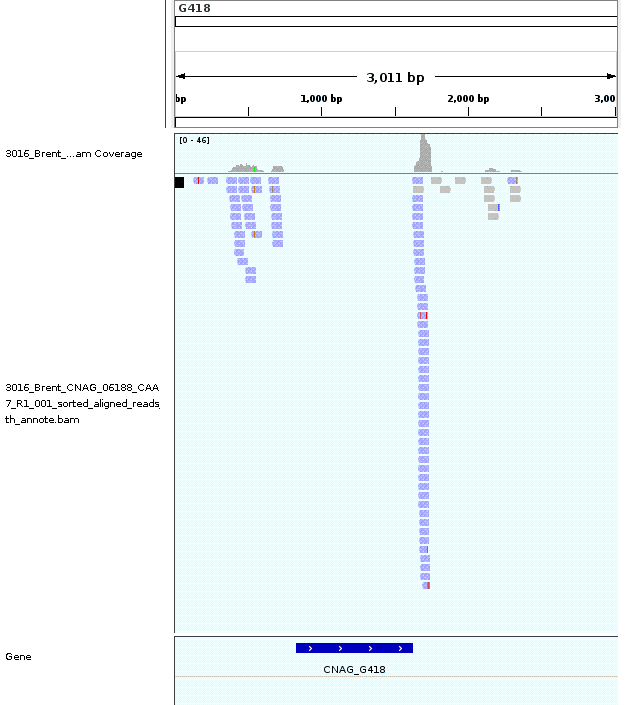 G418
3,011 bp
bp 1,000 bp 2,000 bp 3,00
[0 - 46]
3016_Brent_...am Coverage
3016_Brent_CNAG_06188_CAA
7_R1_001_sorted_aligned_reads_
th_annote.bam
Gene
CNAG_G418